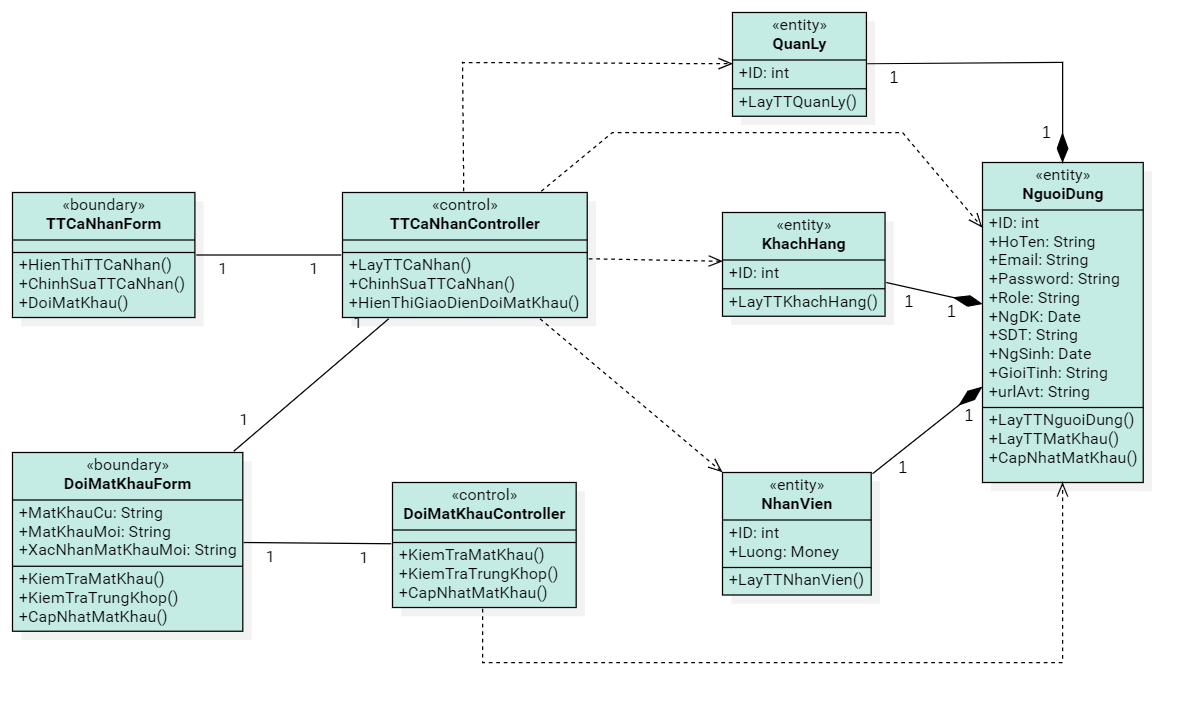 «entity»
QuanLy
+ID: int
+LayTTQuanLy()
1
1
«boundary»
TTCaNhanForm
+HienThiTTCaNhan()
+ChinhSuaTTCaNhan()
+DoiMatKhau()
1
1
«control»
TTCaNhanController
+LayTTCaNhan()
+ChinhSuaTTCaNhan()
+HienThiGiaoDienDoiMatKhau()
1
1
«entity»
KhachHang
+ID: int
+LayTTKhachHang()
1
1
«entity»
NguoiDung
+ID: int
+HoTen: String
+Email: String
+Password: String
+Role: String
+NgDK: Date
+SDT: String
+NgSinh: Date
+GioiTinh: String
+urlAvt: String
+LayTTNguoiDung()
+LayTTMatKhau()
+CapNhatMatKhau()
1
1
«boundary»
DoiMatKhauForm
+MatKhauCu: String
+MatKhauMoi: String
+XacNhanMatKhauMoi: String
+KiemTraMatKhau()
+KiemTraTrungKhop()
+CapNhatMatKhau()
1
1
«control»
DoiMatKhauController
+KiemTraMatKhau()
+KiemTraTrungKhop()
+CapNhatMatKhau()
«entity»
NhanVien
+ID: int
+Luong: Money
+LayTTNhanVien()